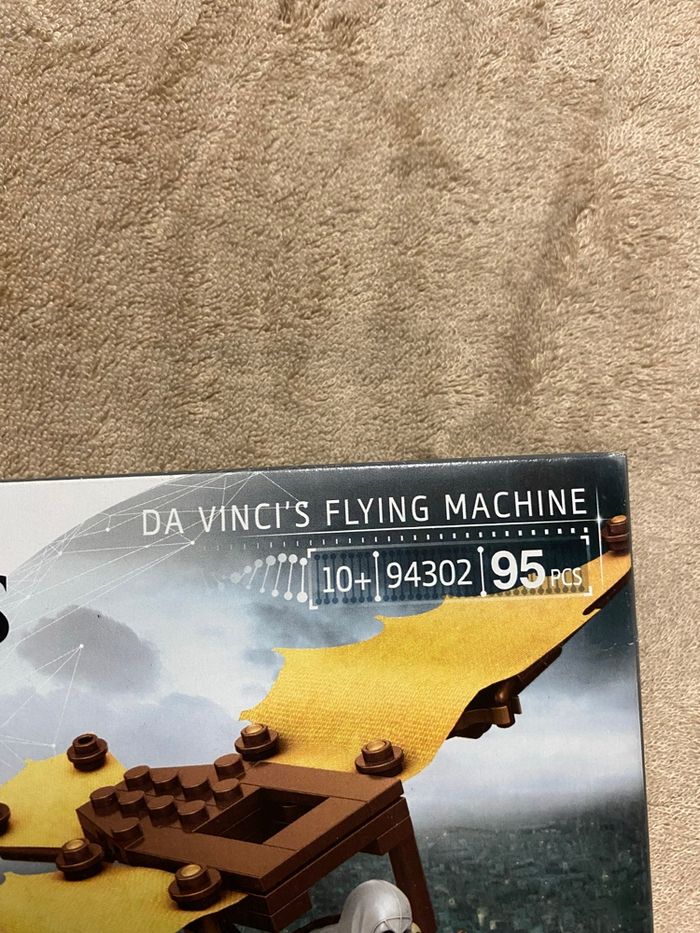 DA VINCI'S FLYING MACHINE
10+ 94302 95 PCS
S